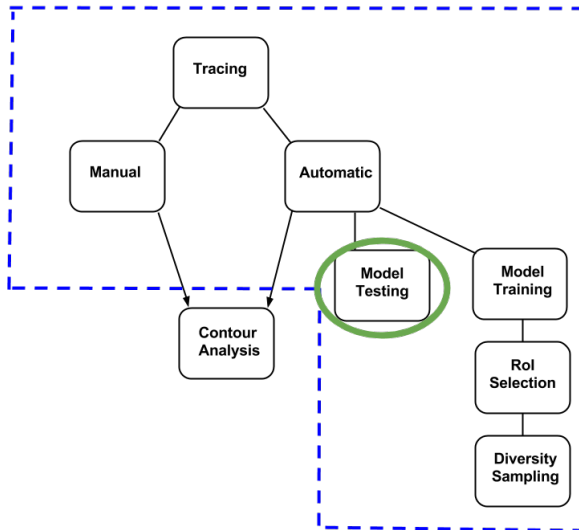 Tracing
Manual
Automatic
Model
Testing
Model
Training
Contour
Analysis
RoI
Selection
Diversity
Sampling